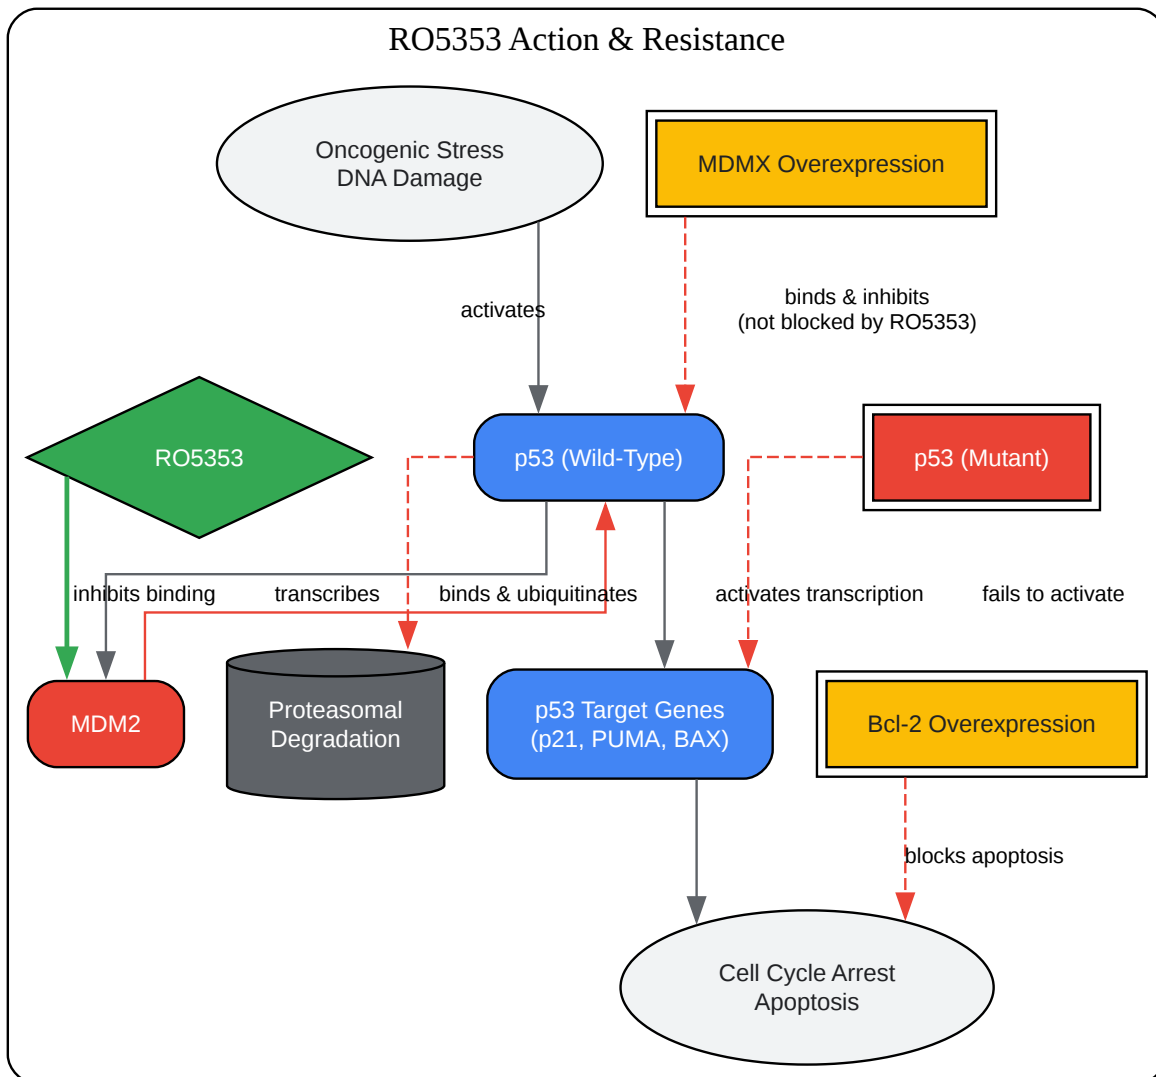 RO5353 Action & Resistance
Oncogenic Stress
DNA Damage
MDMX Overexpression
activates
binds & inhibits
(not blocked by RO5353)
RO5353
p53 (Wild-Type)
p53 (Mutant)
inhibits binding
transcribes
binds & ubiquitinates
activates transcription
fails to activate
MDM2
Proteasomal
Degradation
p53 Target Genes
(p21, PUMA, BAX)
Bcl-2 Overexpression
blocks apoptosis
Cell Cycle Arrest
Apoptosis